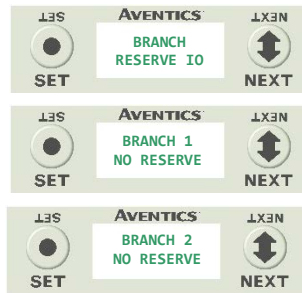 SET AVENTICS NEXT
BRANCH
RESERVE IO
SET NEXT
SET AVENTICS NEXT
BRANCH 1
NO RESERVE
SET NEXT
SET AVENTICS NEXT
BRANCH 2
NO RESERVE
SET NEXT